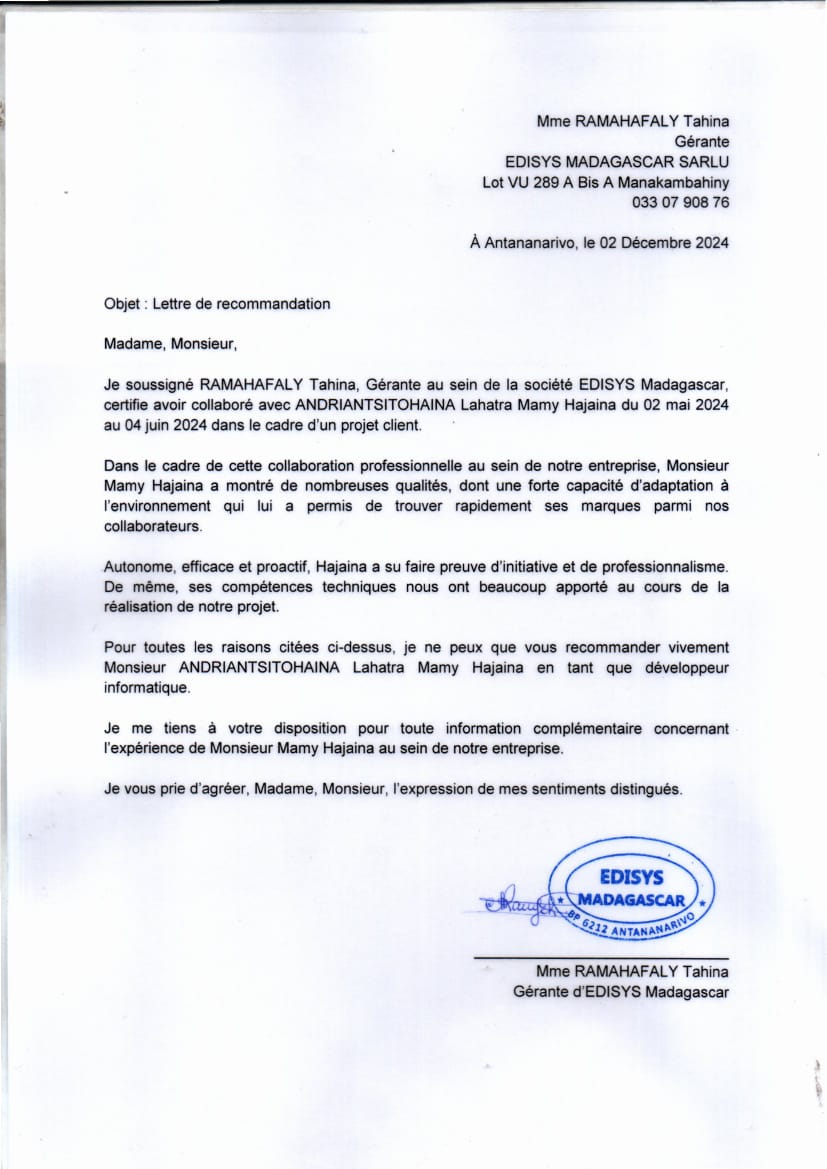 Mme RAMAHAFALY Tahina
Gérante
EDISYS MADAGASCAR SARLU
Lot VU 289 A Bis A Manakambahiny
033 07 908 76
À Antananarivo, le 02 Décembre 2024
Objet : Lettre de recommandation
Madame, Monsieur,
Je soussigné RAMAHAFALY Tahina, Gérante au sein de la société EDISYS Madagascar,
certifie avoir collaboré avec ANDRIANTSITOHAINA Lahatra Mamy Hajaina du 02 mai 2024
au 04 juin 2024 dans le cadre d'un projet client.
Dans le cadre de cette collaboration professionnelle au sein de notre entreprise, Monsieur
Mamy Hajaina a montré de nombreuses qualités, dont une forte capacité d'adaptation à
l'environnement qui lui a permis de trouver rapidement ses marques parmi nos
collaborateurs.
Autonome, efficace et proactif, Hajaina a su faire preuve d'initiative et de professionnalisme.
De même, ses compétences techniques nous ont beaucoup apporté au cours de la
réalisation de notre projet.
Pour toutes les raisons citées ci-dessus, je ne peux que vous recommander vivement
Monsieur ANDRIANTSITOHAINA Lahatra Mamy Hajaina en tant que développeur
informatique.
Je me tiens à votre disposition pour toute information complémentaire concernant
l'expérience de Monsieur Mamy Hajaina au sein de notre entreprise.
Je vous prie d'agréer, Madame, Monsieur, l'expression de mes sentiments distingués.
EDISYS
MADAGASCAR
BP 6212 ANTANANARIVO
Mme RAMAHAFALY Tahina
Gérante d'EDISYS Madagascar